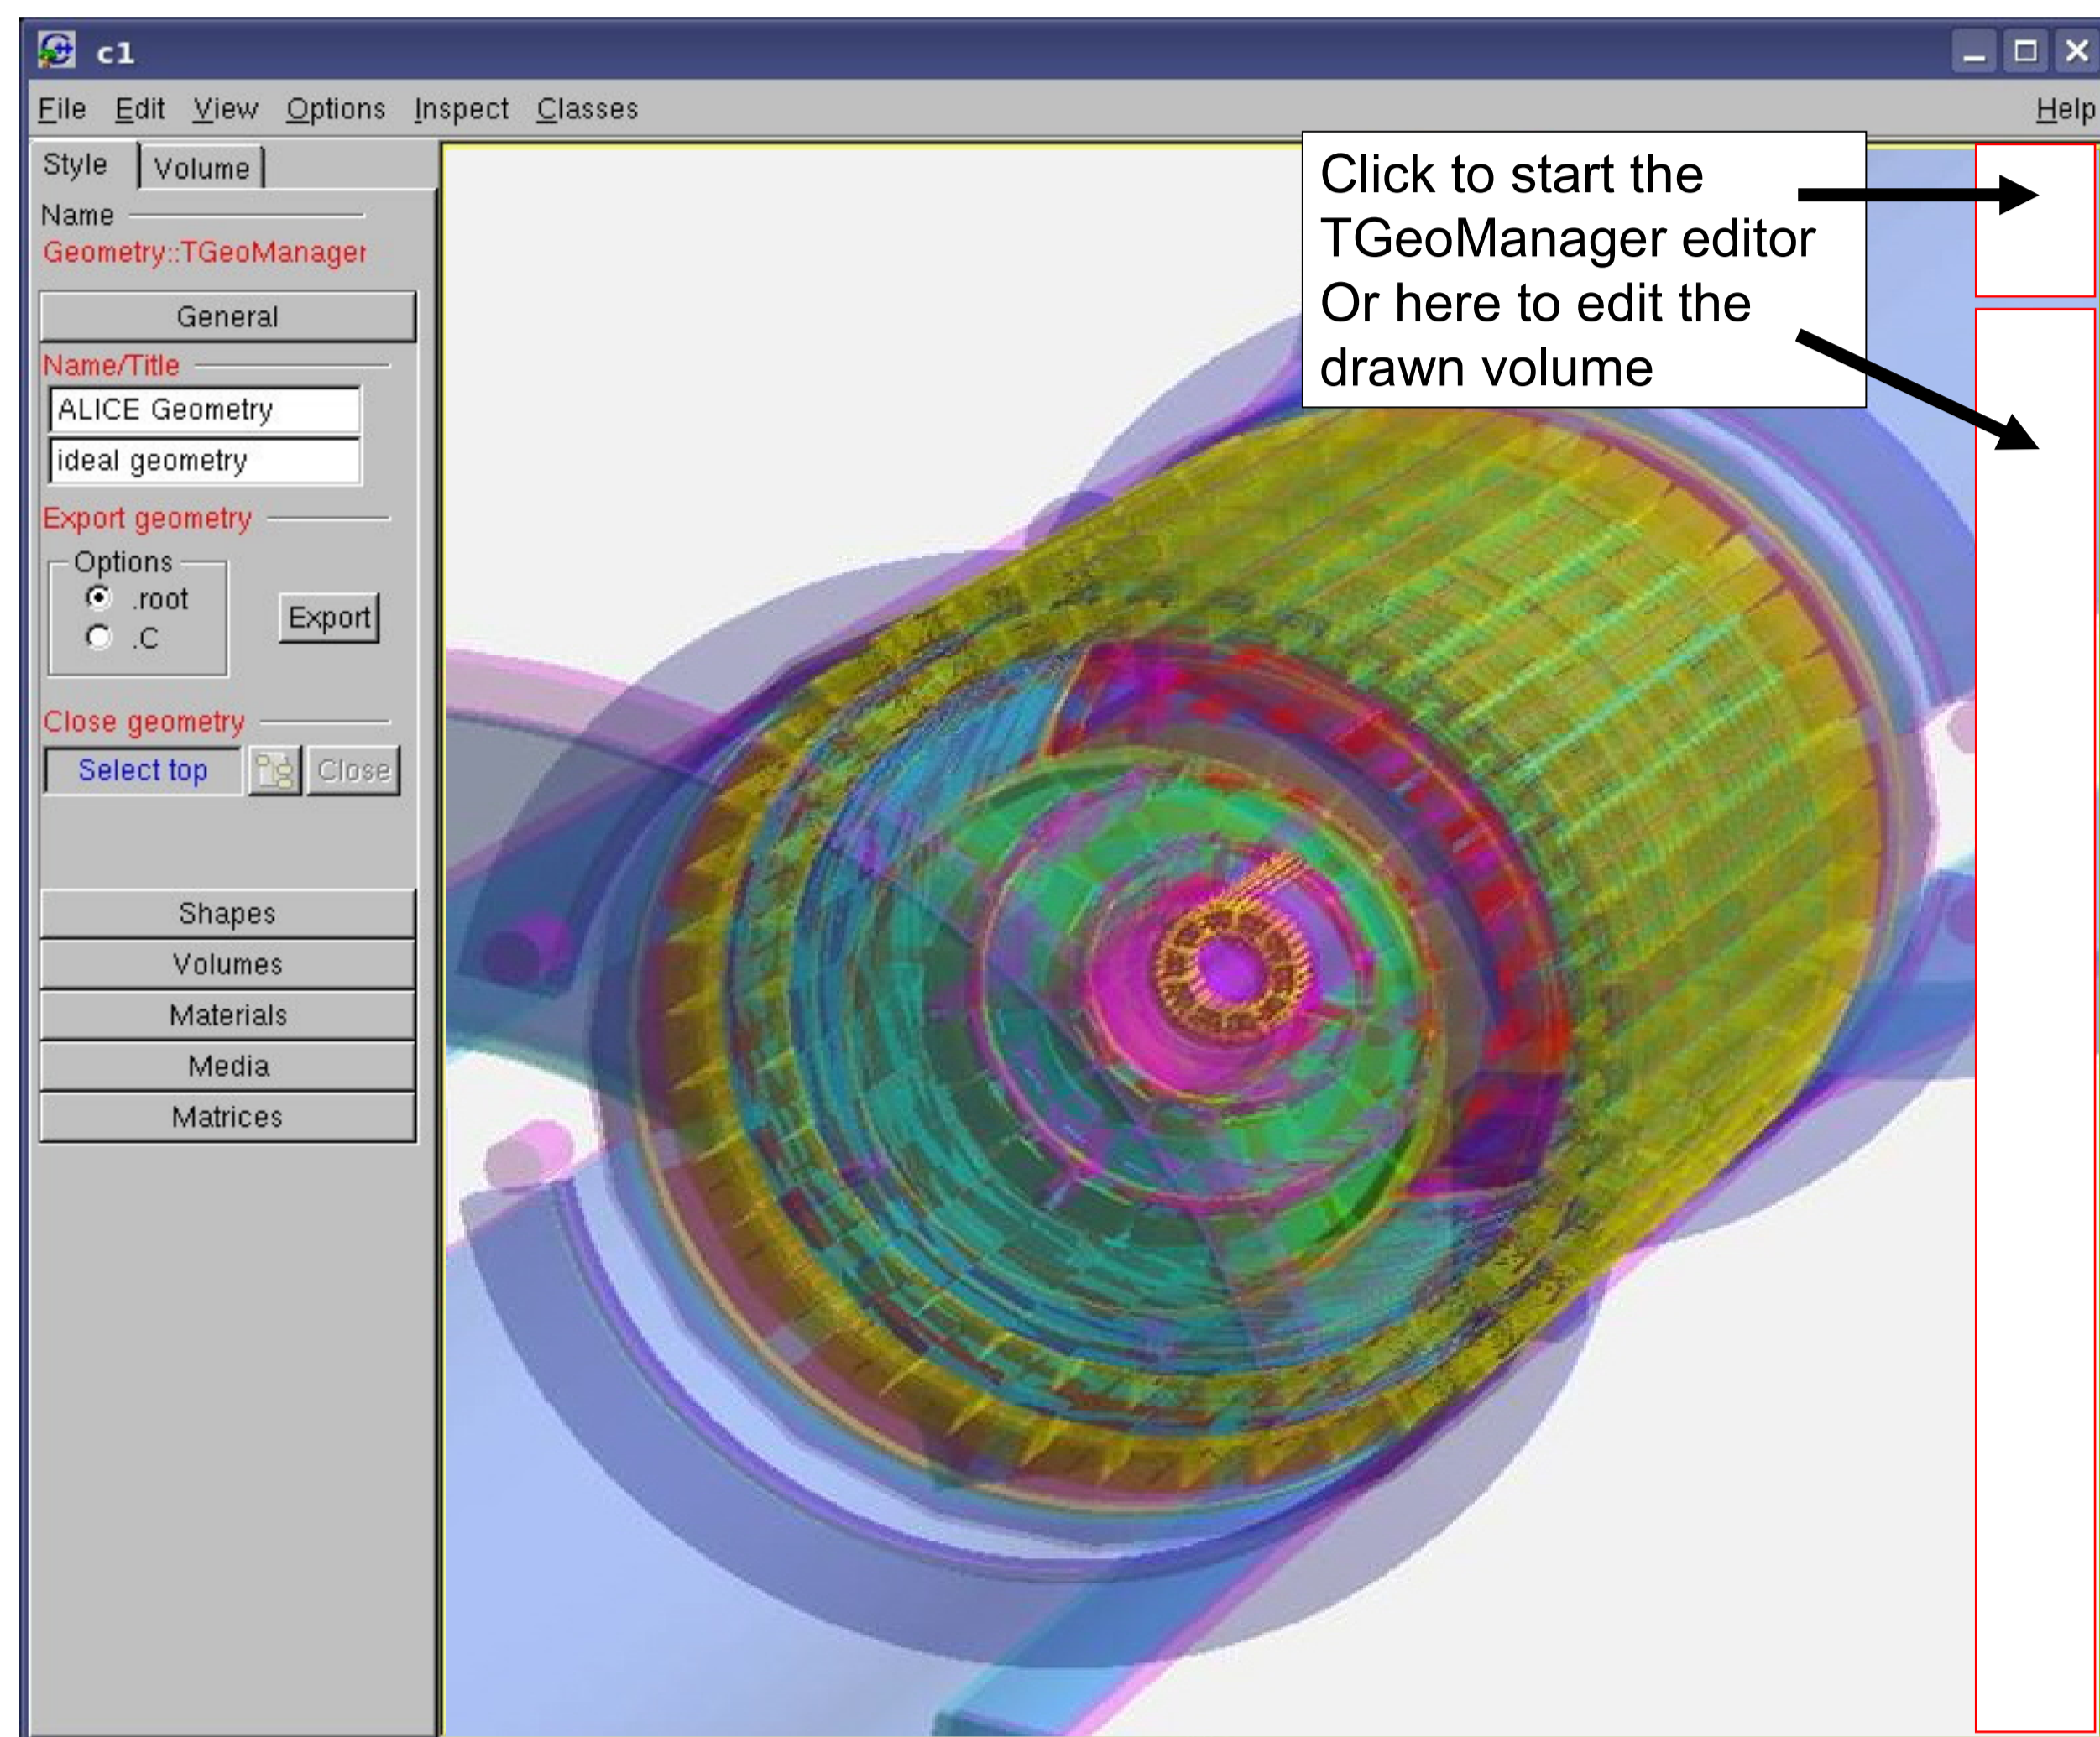 c1
File Edit View Options Inspect Classes Help
Style Volume
Name
Geometry::TGeoManager
General
Name/Title
ALICE Geometry
ideal geometry
Export geometry
Options
.root
.C
Export
Close geometry
Select top Close
Shapes
Volumes
Materials
Media
Matrices
Click to start the
TGeoManager editor
Or here to edit the
drawn volume